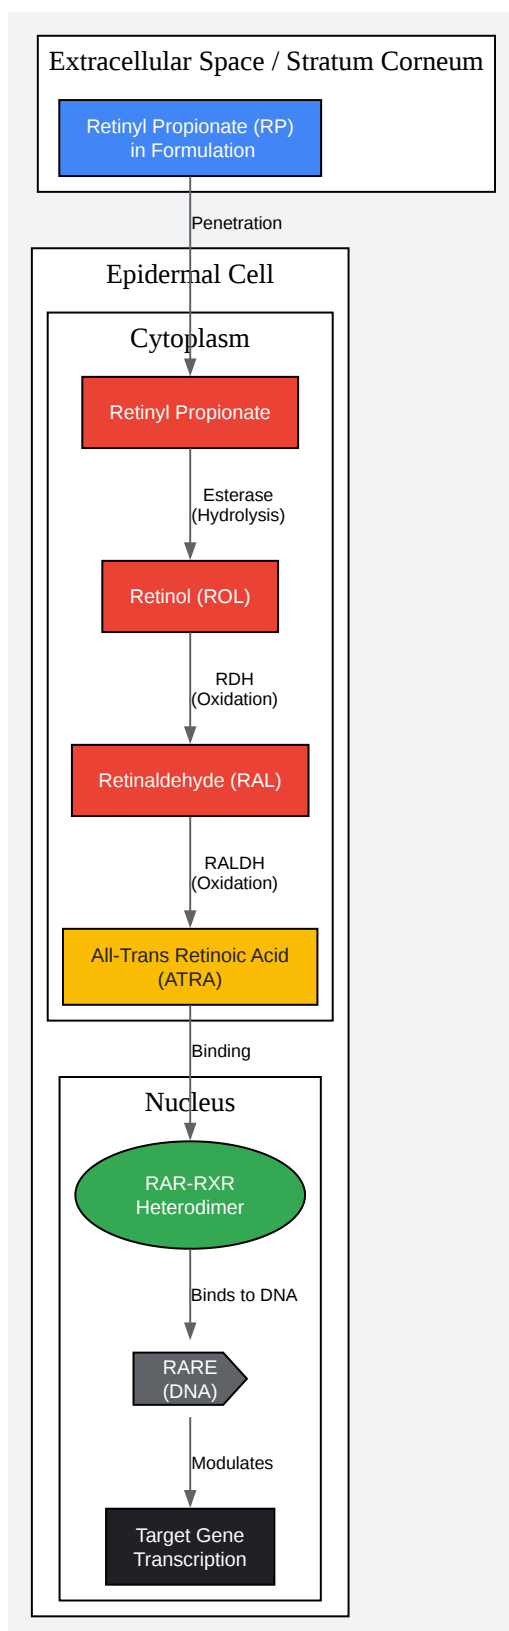 Extracellular Space / Stratum Corneum
Retinyl Propionate (RP)
in Formulation
Penetration
Epidermal Cell
Cytoplasm
Retinyl Propionate
Esterase
(Hydrolysis)
Retinol (ROL)
RDH
(Oxidation)
Retinaldehyde (RAL)
RALDH
(Oxidation)
All-Trans Retinoic Acid
(ATRA)
Binding
Nucleus
RAR-RXR
Heterodimer
Binds to DNA
RARE
(DNA)
Modulates
Target Gene
Transcription